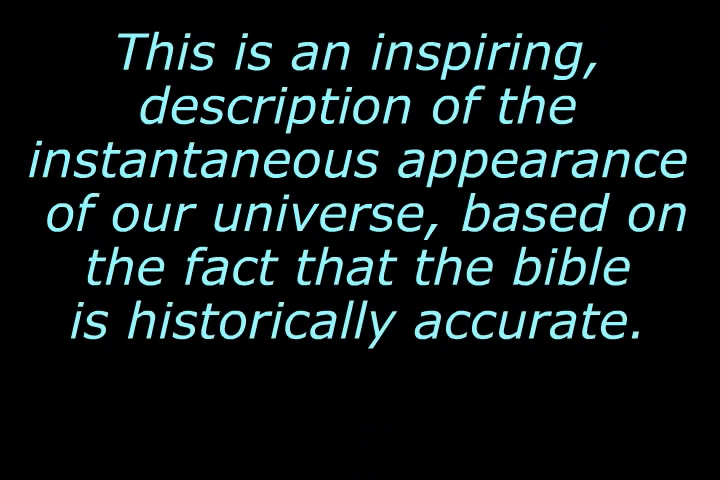 This is an inspiring,
description of the
instantaneous appearance
of our universe, based on
the fact that the bible
is historically accurate.